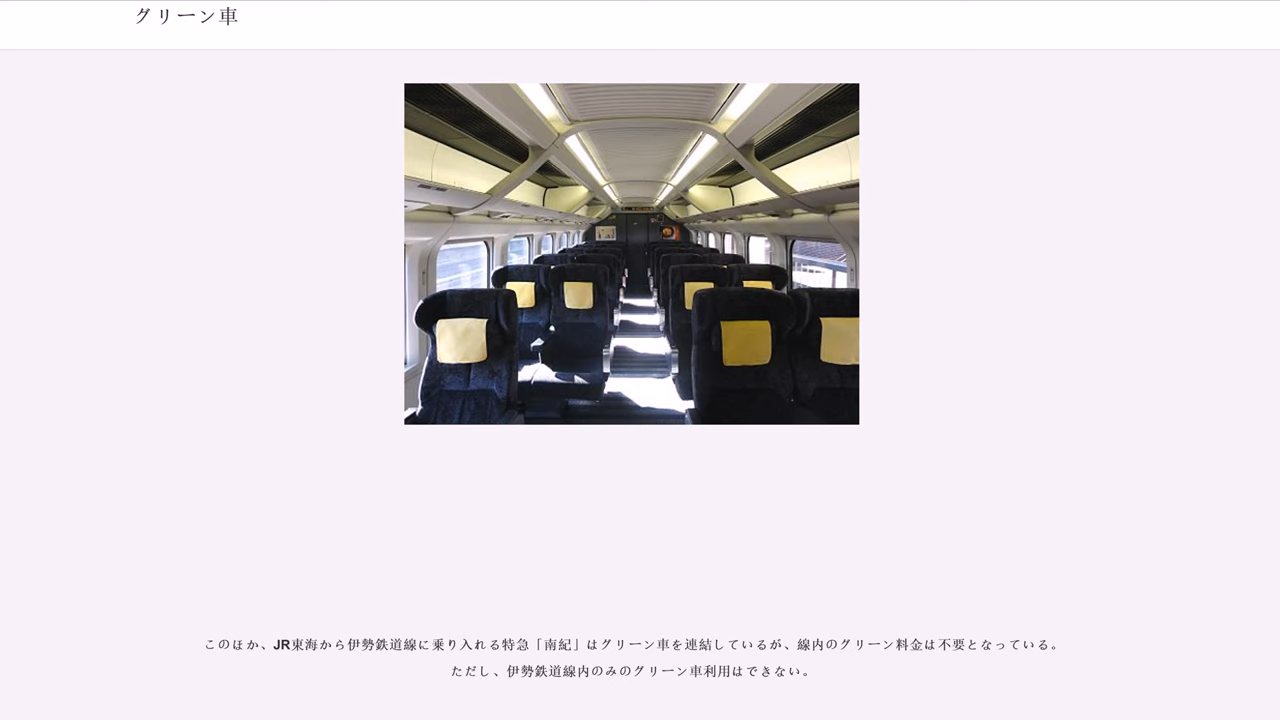 グリーン車
このほか、JR東海から伊勢鉄道線に乗り入れる特急「南紀」はグリーン車を連結しているが、線内のグリーン料金は不要となっている。
ただし、伊勢鉄道線内のみのグリーン車利用はできない。